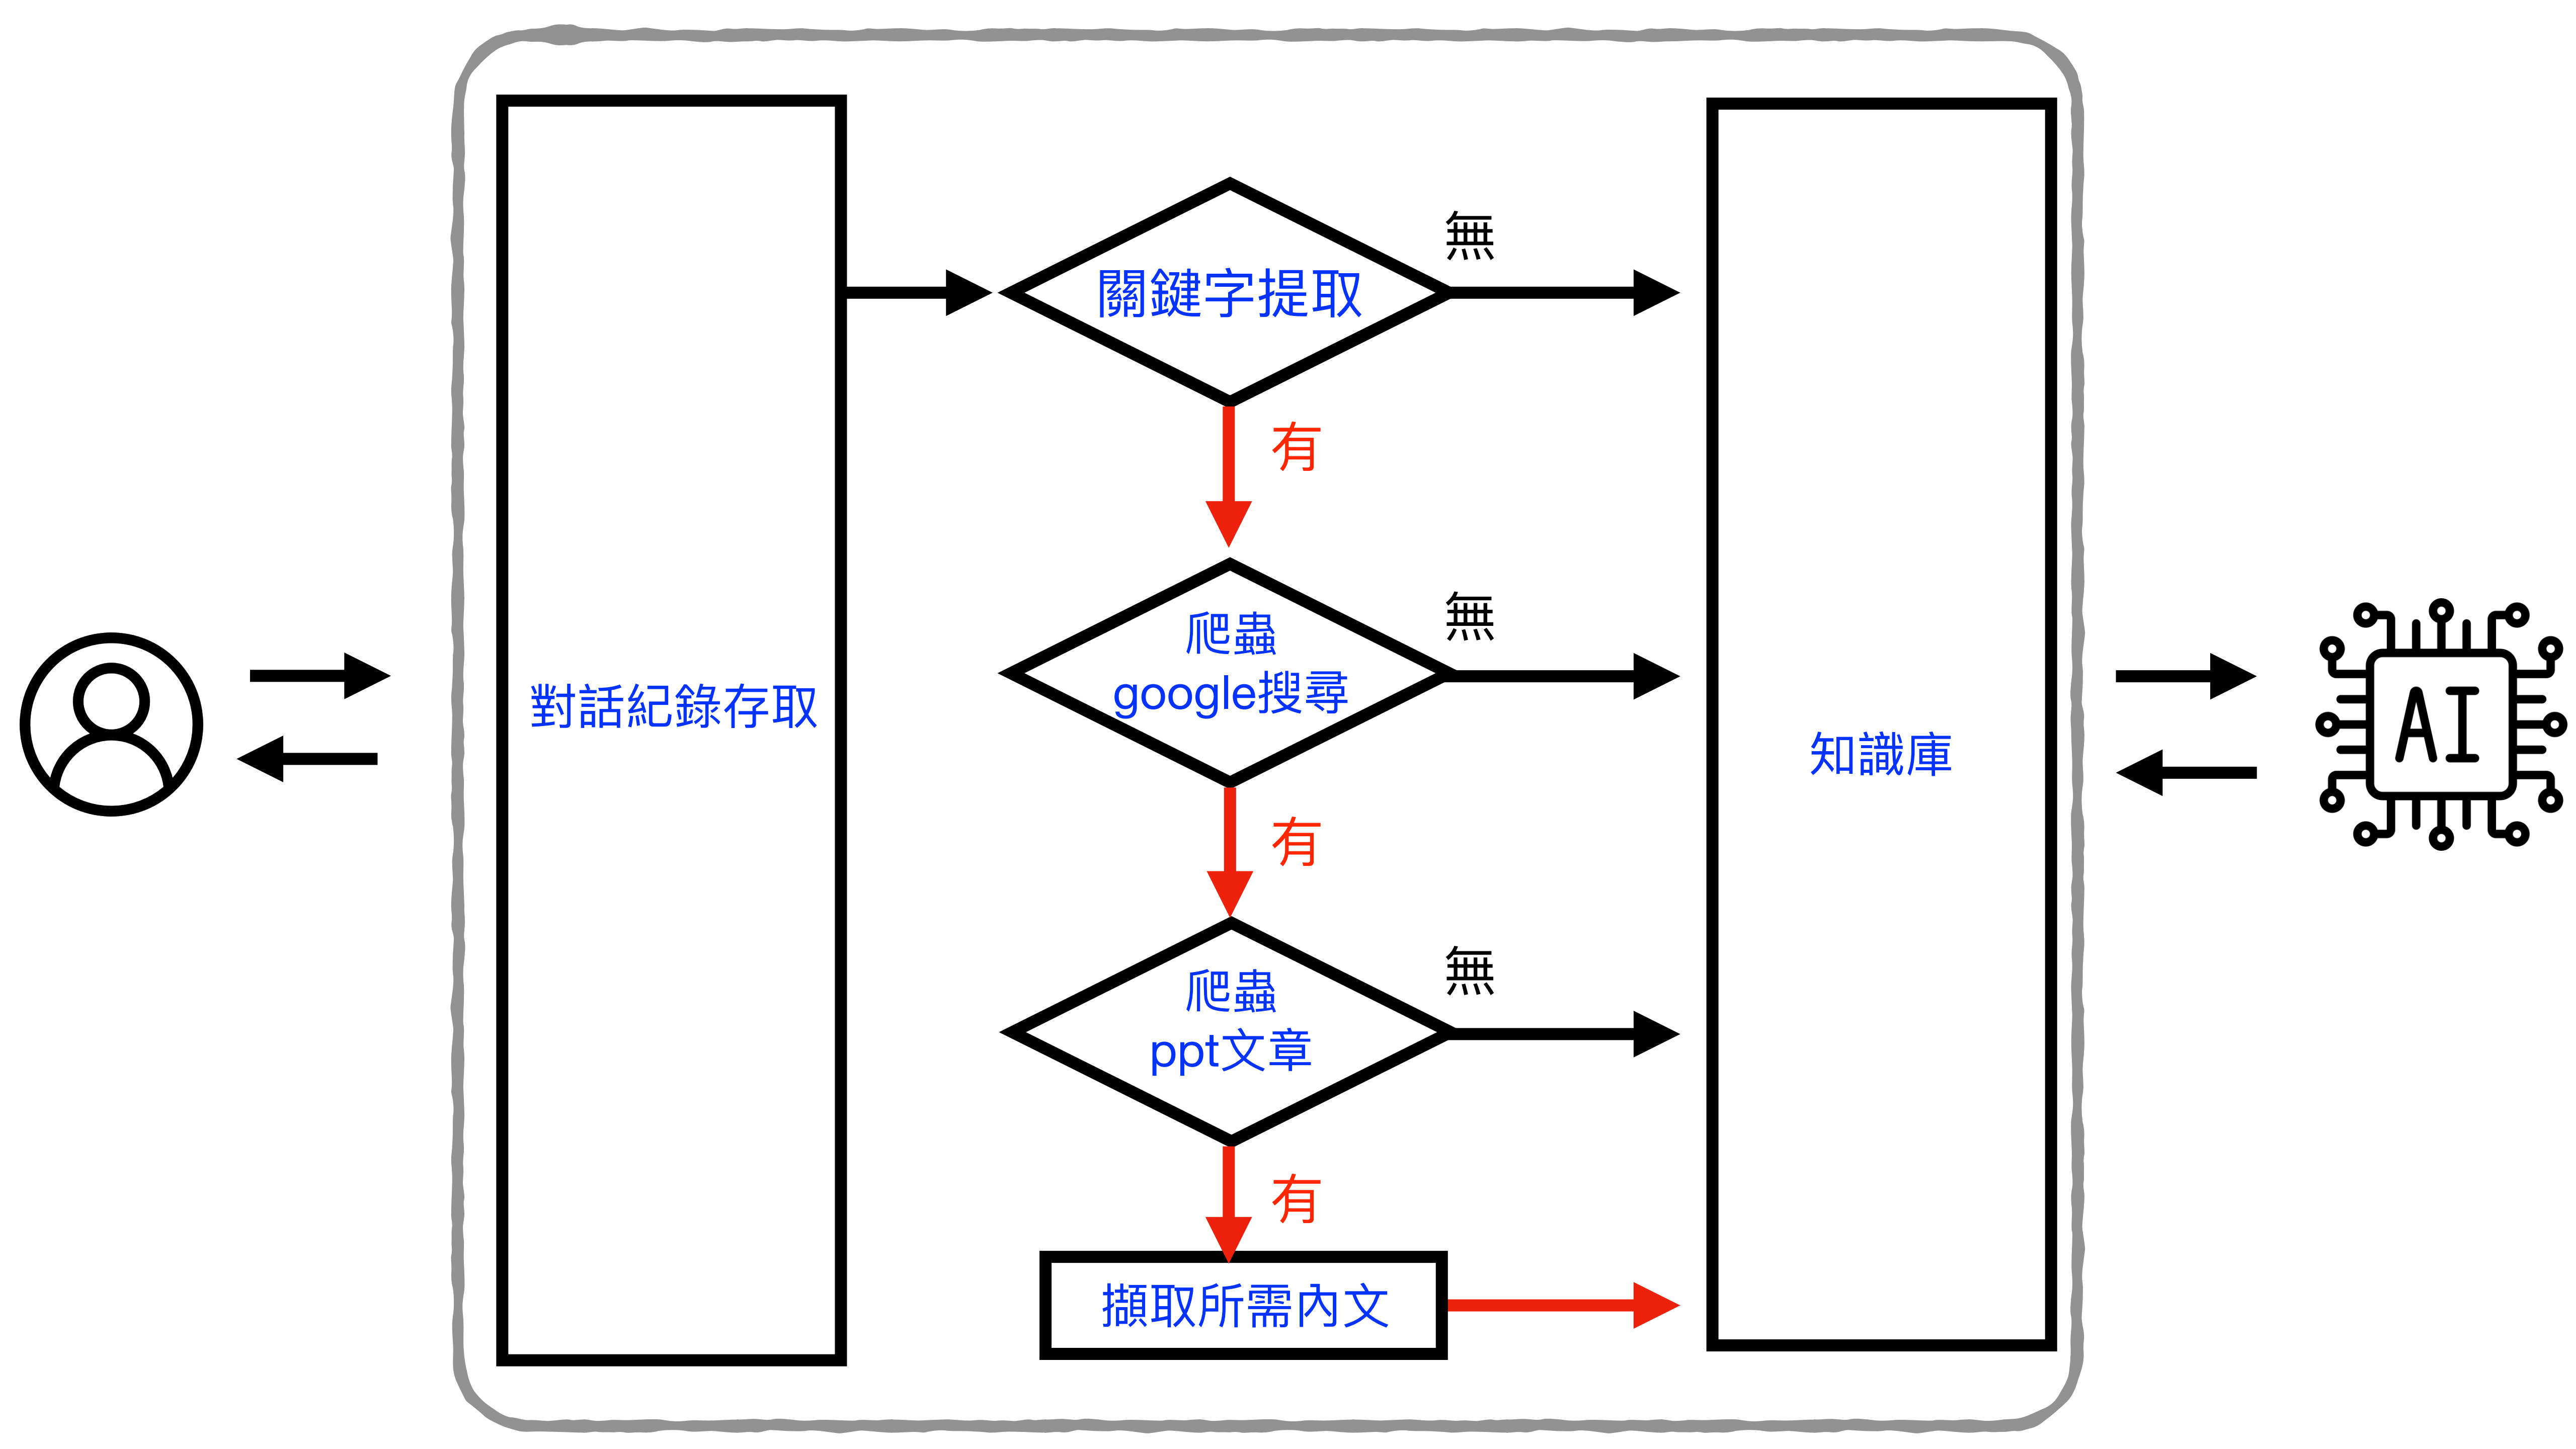 關鍵字提取
無
有
爬蟲
google搜尋
無
對話紀錄存取
知識庫
AI
有
爬蟲
ppt文章
無
有
擷取所需內文